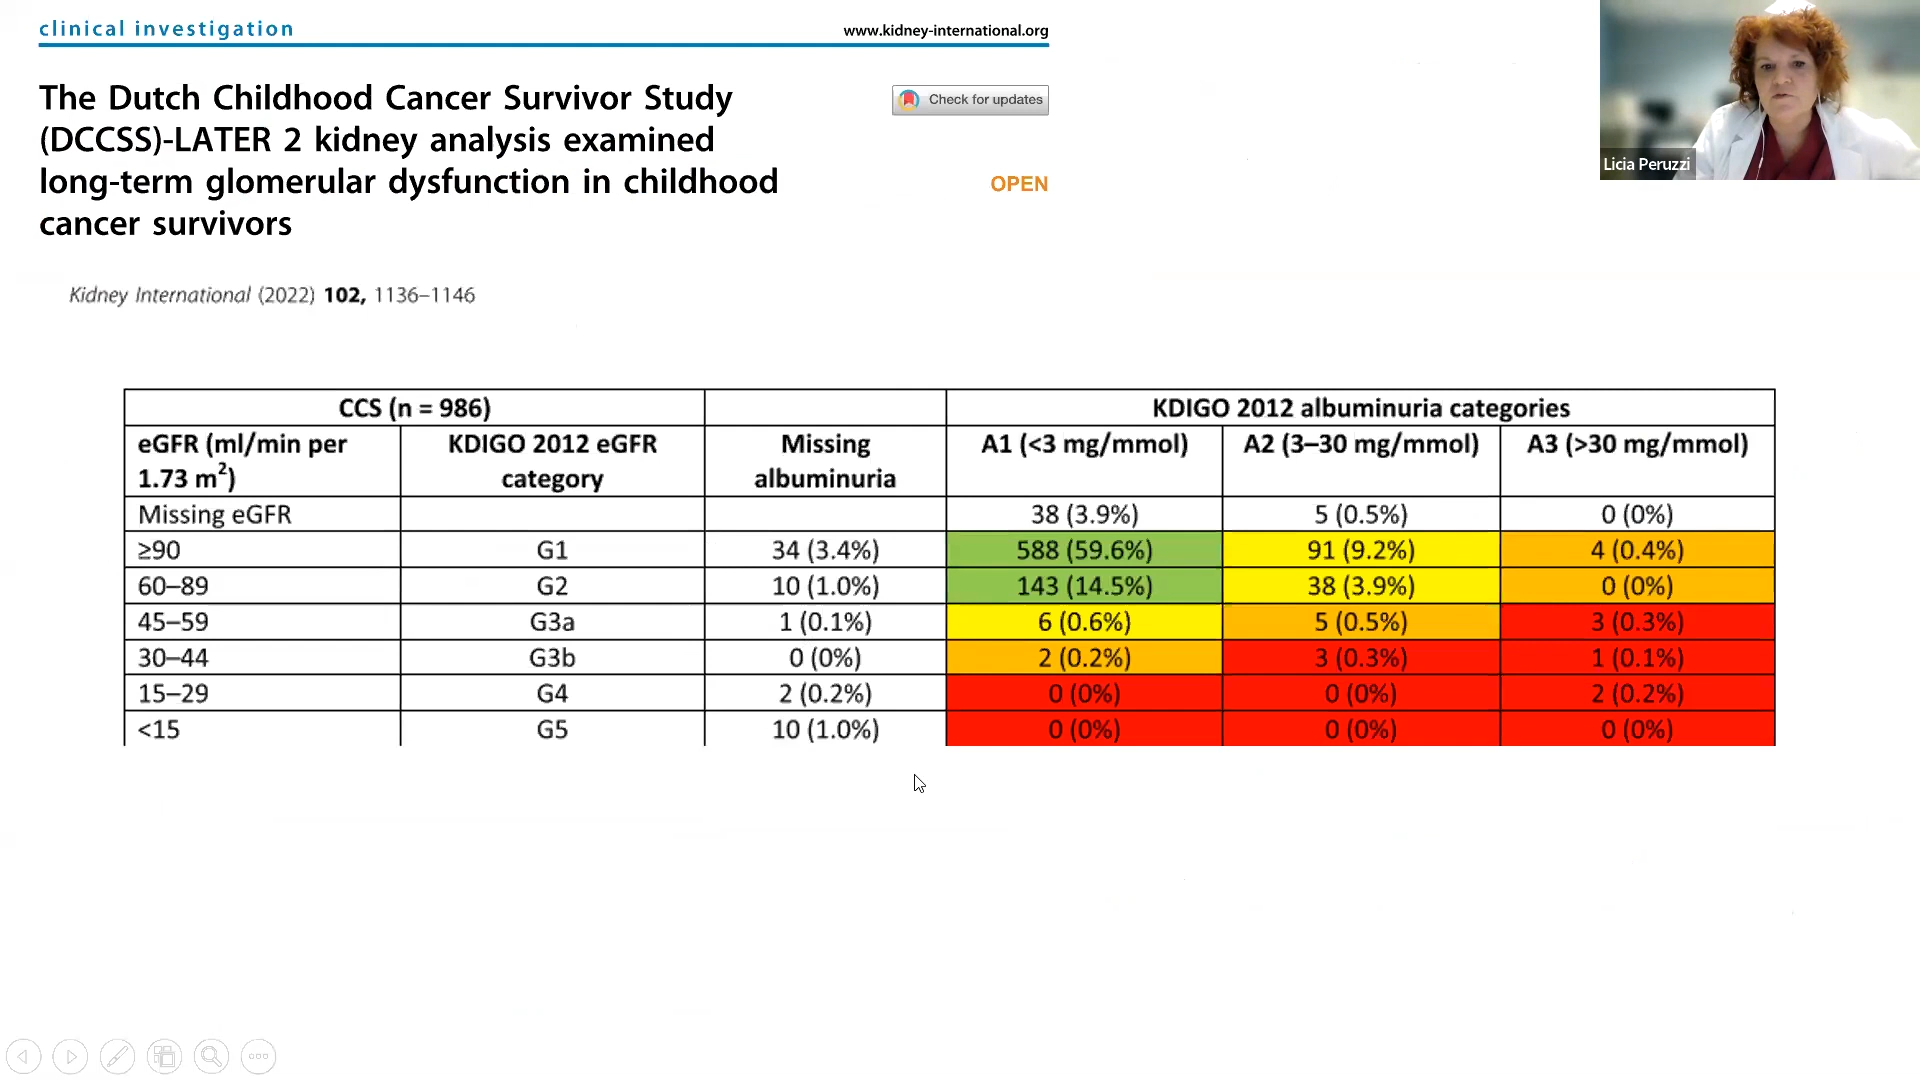 clinical investigation
www.kidney-international.org
The Dutch Childhood Cancer Survivor Study
(DCCSS)-LATER 2 kidney analysis examined
long-term glomerular dysfunction in childhood
cancer survivors
Check for updates
OPEN
Licia Peruzzi
Kidney International (2022) 102, 1136–1146
CCS (n = 986) KDIGO 2012 albuminuria categories
eGFR (ml/min per 1.73 m²) KDIGO 2012 eGFR category Missing albuminuria A1 (<3 mg/mmol) A2 (3–30 mg/mmol) A3 (>30 mg/mmol)
Missing eGFR 38 (3.9%) 5 (0.5%) 0 (0%)
≥90 G1 34 (3.4%) 588 (59.6%) 91 (9.2%) 4 (0.4%)
60–89 G2 10 (1.0%) 143 (14.5%) 38 (3.9%) 0 (0%)
45–59 G3a 1 (0.1%) 6 (0.6%) 5 (0.5%) 3 (0.3%)
30–44 G3b 0 (0%) 2 (0.2%) 3 (0.3%) 1 (0.1%)
15–29 G4 2 (0.2%) 0 (0%) 0 (0%) 2 (0.2%)
<15 G5 10 (1.0%) 0 (0%) 0 (0%) 0 (0%)